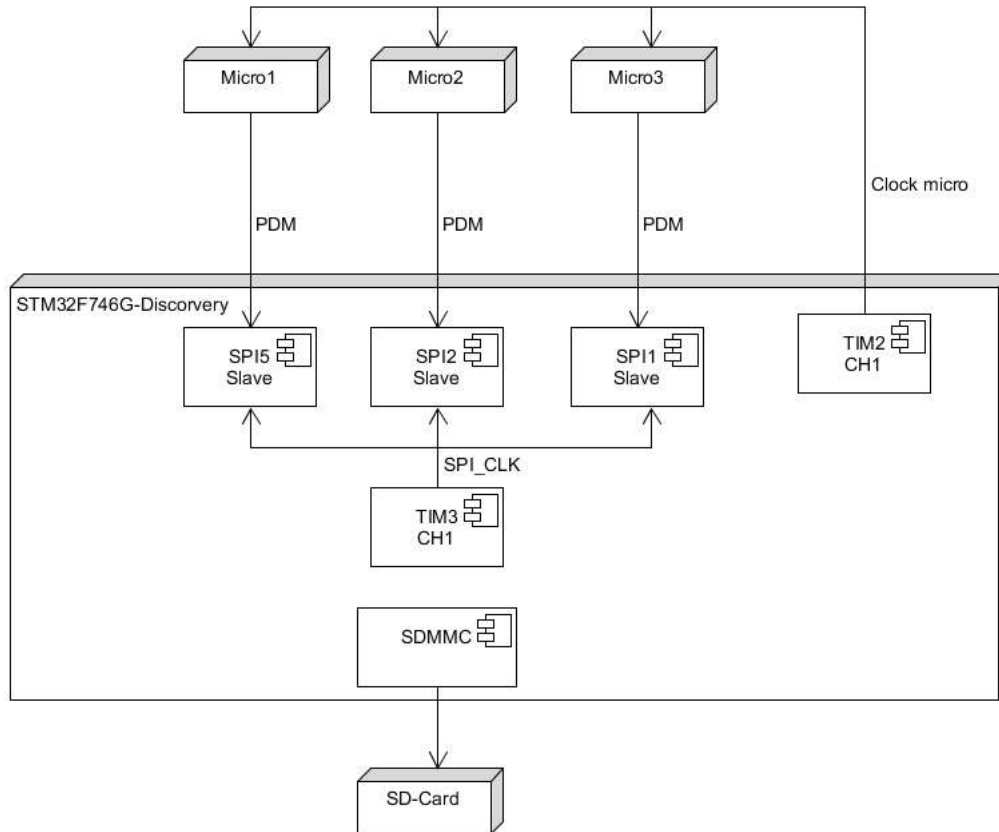 Micro1
Micro2
Micro3
Clock micro
PDM
PDM
PDM
STM32F746G-Discorvery
SPI5
Slave
SPI2
Slave
SPI1
Slave
TIM2
CH1
SPI_CLK
TIM3
CH1
SDMMC
SD-Card